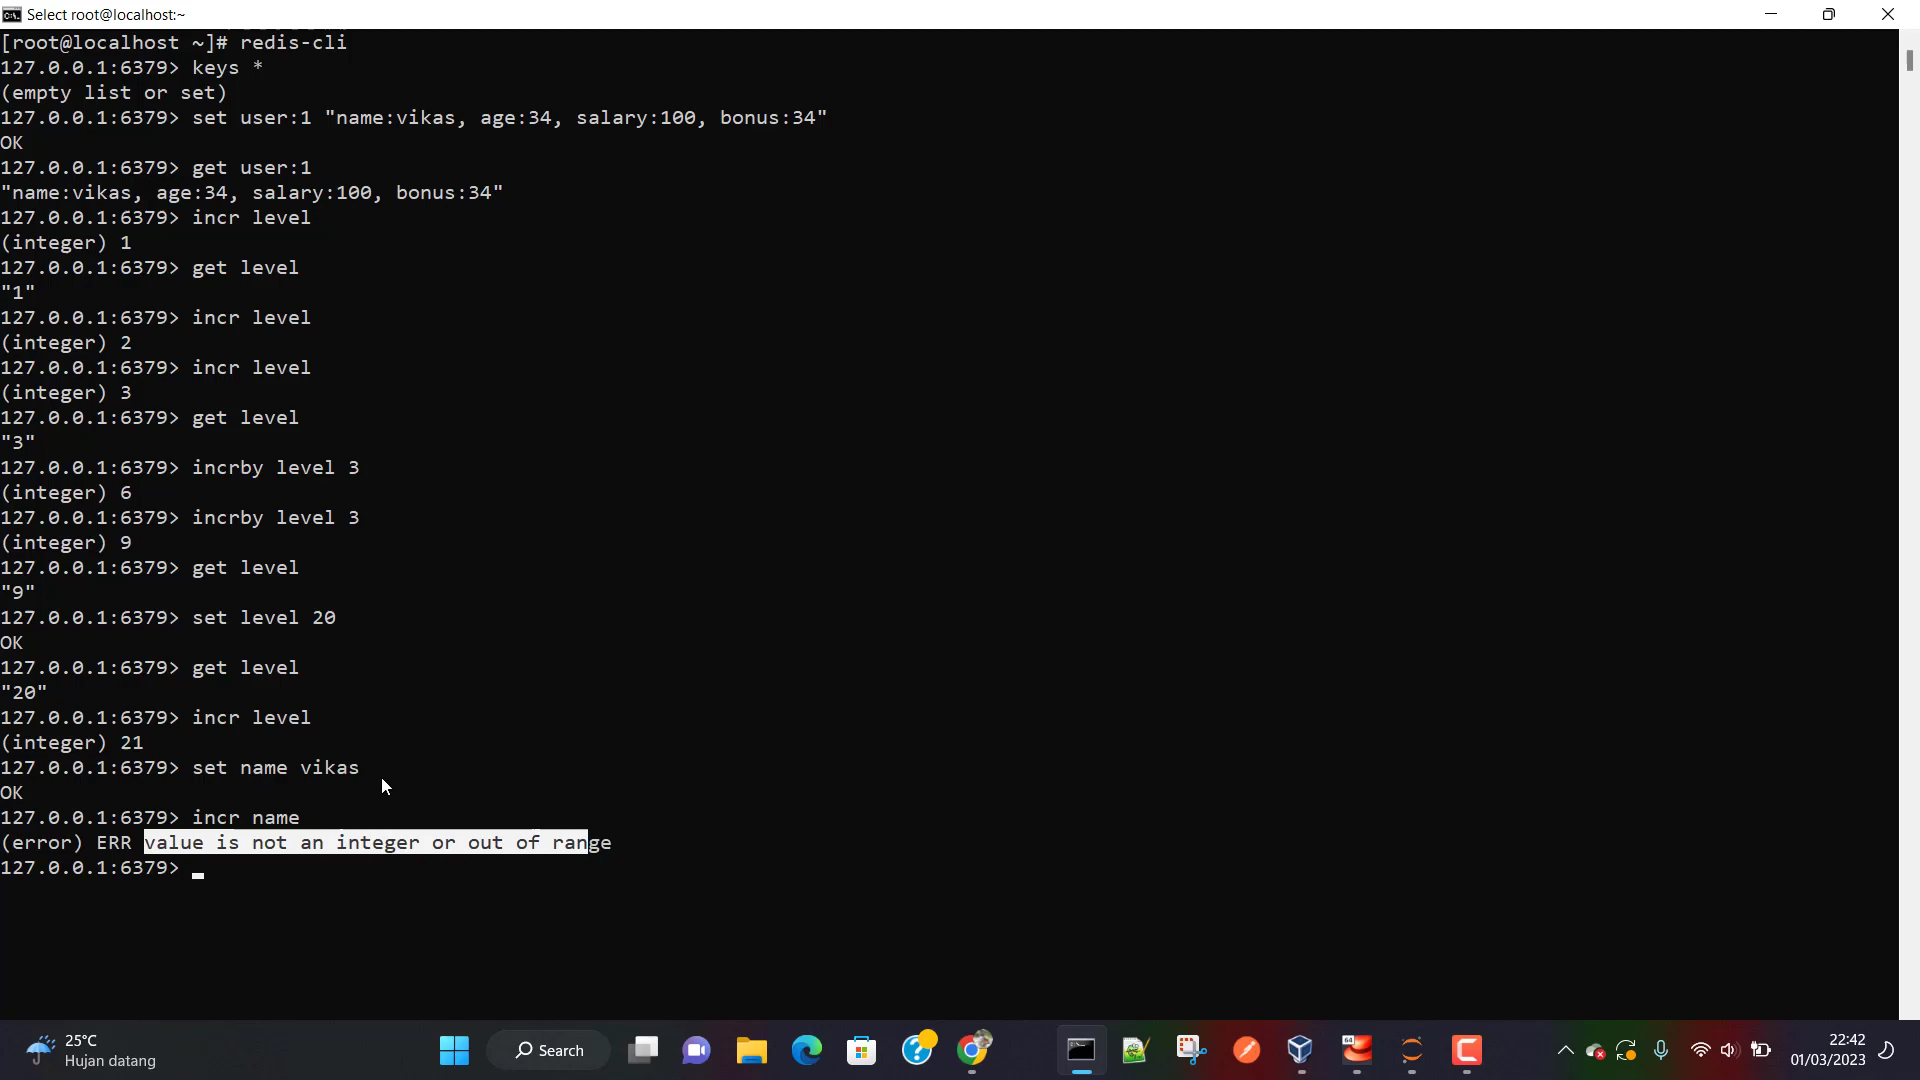 Select root@localhost:~
[root@localhost ~]# redis-cli
127.0.0.1:6379> keys *
(empty list or set)
127.0.0.1:6379> set user:1 "name:vikas, age:34, salary:100, bonus:34"
OK
127.0.0.1:6379> get user:1
"name:vikas, age:34, salary:100, bonus:34"
127.0.0.1:6379> incr level
(integer) 1
127.0.0.1:6379> get level
"1"
127.0.0.1:6379> incr level
(integer) 2
127.0.0.1:6379> incr level
(integer) 3
127.0.0.1:6379> get level
"3"
127.0.0.1:6379> incrby level 3
(integer) 6
127.0.0.1:6379> incrby level 3
(integer) 9
127.0.0.1:6379> get level
"9"
127.0.0.1:6379> set level 20
OK
127.0.0.1:6379> get level
"20"
127.0.0.1:6379> incr level
(integer) 21
127.0.0.1:6379> set name vikas
OK
127.0.0.1:6379> incr name
(error) ERR value is not an integer or out of range
127.0.0.1:6379>
25°C
Hujan datang
Search
64
22:42
01/03/2023